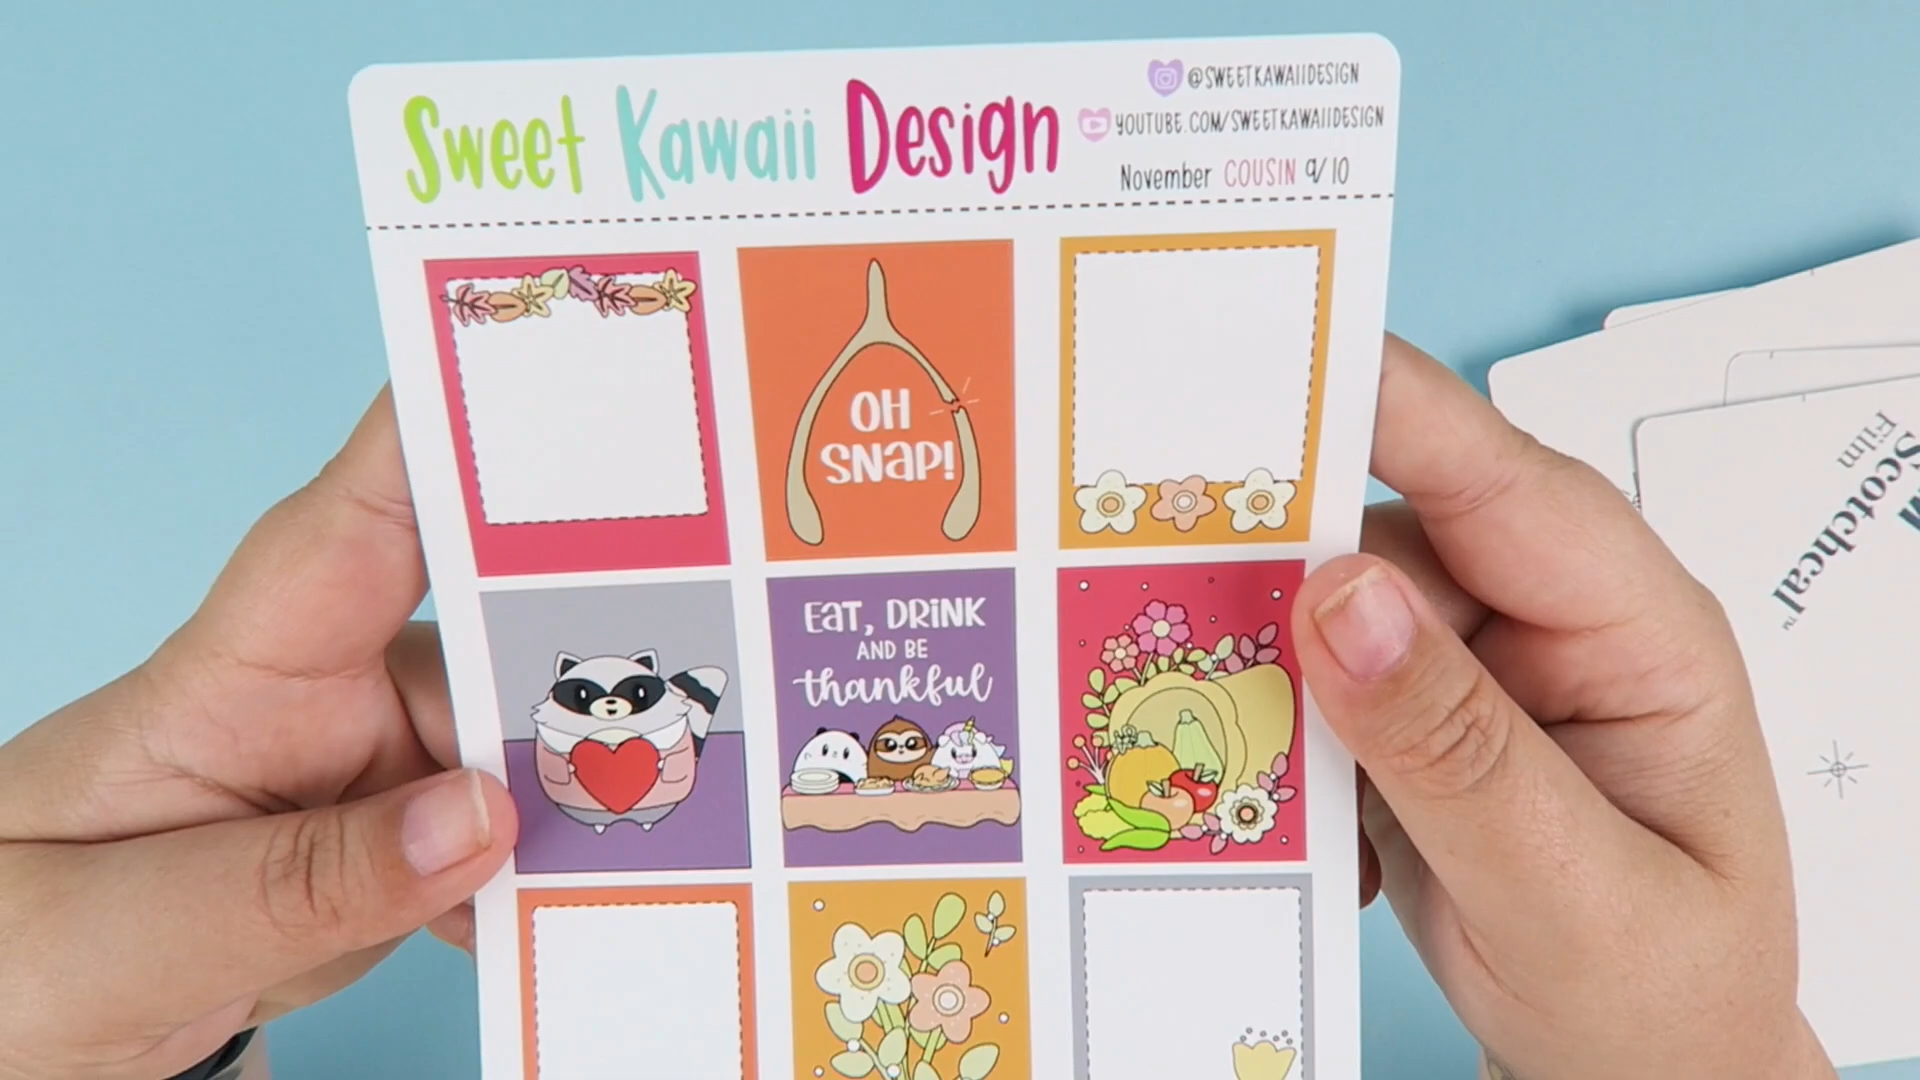 Sweet Kawaii Design
@SWEETKAWAIIDESIGN
YOUTUBE.COM/SWEETKAWAIIDESIGN
November COUSIN 9/10
OH
SNAP!
EAT, DRINK
AND BE
thankful
Scotchcal™
Film